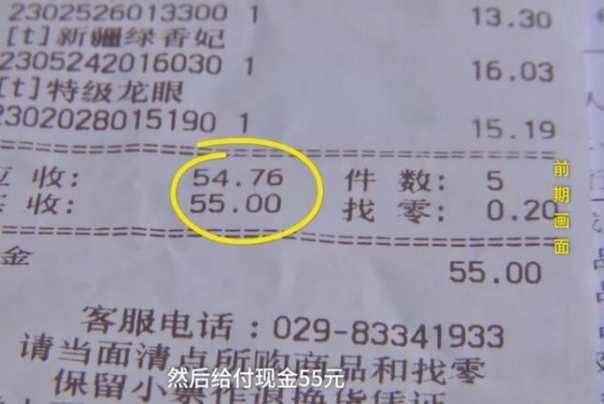 2302526013300 1 13.30
[t]新疆绿香妃
2305242016030 1 16.03
[t]特级龙眼
2302028015190 1 15.19
应收: 54.76 件数: 5
实收: 55.00 找零: 0.20
金 55.00
客服电话:029-83341933
请当面清点所购商品和找零
保留小票作退换货凭证
前期画面
然后给付现金55元